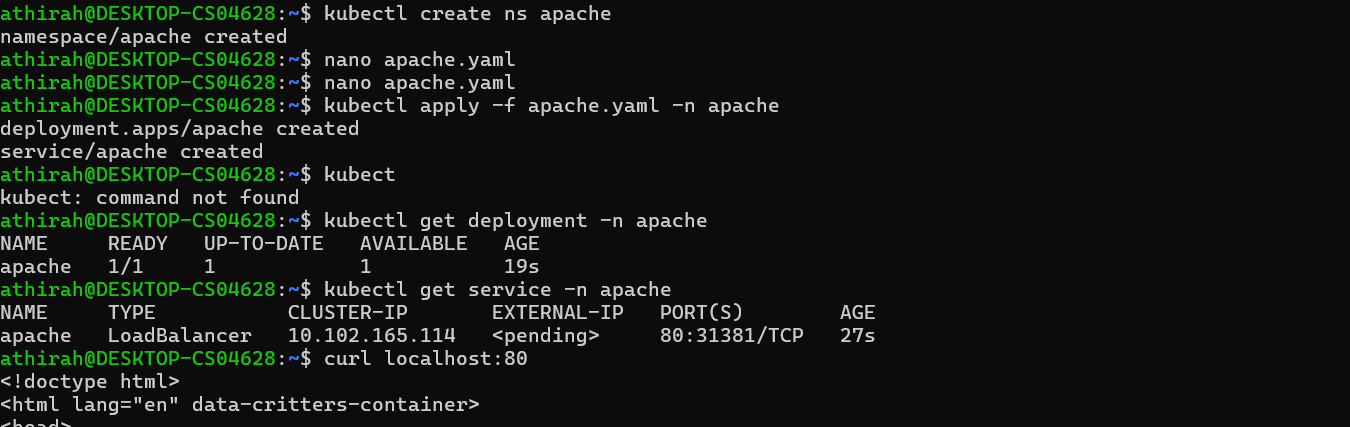 athirah@DESKTOP-CS04628:~$ kubectl create ns apache
namespace/apache created
athirah@DESKTOP-CS04628:~$ nano apache.yaml
athirah@DESKTOP-CS04628:~$ nano apache.yaml
athirah@DESKTOP-CS04628:~$ kubectl apply -f apache.yaml -n apache
deployment.apps/apache created
service/apache created
athirah@DESKTOP-CS04628:~$ kubect
kubect: command not found
athirah@DESKTOP-CS04628:~$ kubectl get deployment -n apache
NAME     READY   UP-TO-DATE   AVAILABLE   AGE
apache   1/1     1            1           19s
athirah@DESKTOP-CS04628:~$ kubectl get service -n apache
NAME     TYPE           CLUSTER-IP       EXTERNAL-IP   PORT(S)        AGE
apache   LoadBalancer   10.102.165.114   <pending>     80:31381/TCP   27s
athirah@DESKTOP-CS04628:~$ curl localhost:80
<!doctype html>
<html lang="en" data-critters-container>
<head>